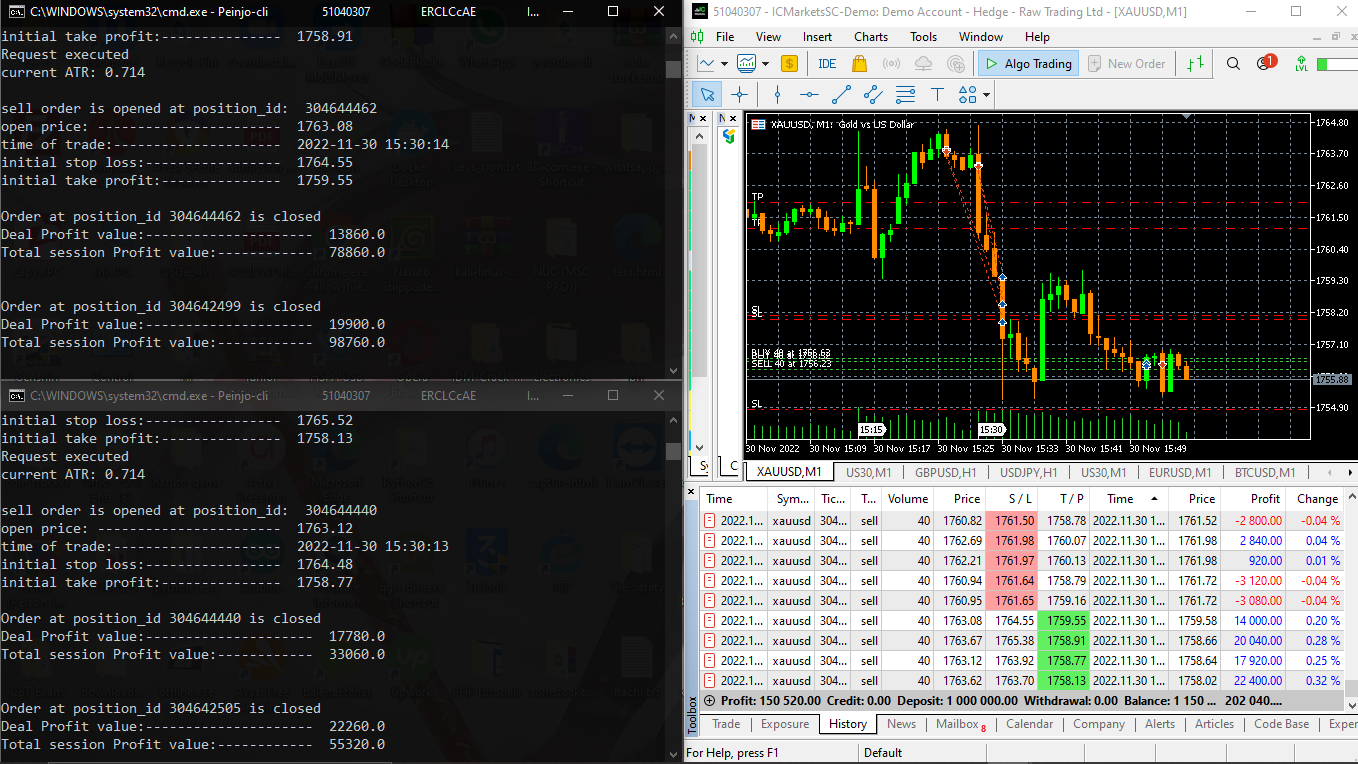 C:\WINDOWS\system32\cmd.exe - Peinjo-cli 51040307 ERCLCcAE I...
initial take profit:--------------- 1758.91
Request executed
current ATR: 0.714
sell order is opened at position_id: 304644462
open price: ---------------------- 1763.08
time of trade:--------------------- 2022-11-30 15:30:14
initial stop loss:---------------- 1764.55
initial take profit:--------------- 1759.55
Order at position_id 304644462 is closed
Deal Profit value:-------------------- 13860.0
Total session Profit value:------------ 78860.0
Order at position_id 304642499 is closed
Deal Profit value:-------------------- 19900.0
Total session Profit value:------------ 98760.0
C:\WINDOWS\system32\cmd.exe - Peinjo-cli 51040307 ERCLCcAE I...
initial stop loss:---------------- 1765.52
initial take profit:--------------- 1758.13
Request executed
current ATR: 0.714
sell order is opened at position_id: 304644440
open price: ---------------------- 1763.12
time of trade:--------------------- 2022-11-30 15:30:13
initial stop loss:---------------- 1764.48
initial take profit:--------------- 1758.77
Order at position_id 304644440 is closed
Deal Profit value:-------------------- 17780.0
Total session Profit value:------------ 33060.0
Order at position_id 304642505 is closed
Deal Profit value:-------------------- 22260.0
Total session Profit value:------------ 55320.0
51040307 - ICMarketsSC-Demo: Demo Account - Hedge - Raw Trading Ltd - [XAUUSD,M1]
File View Insert Charts Tools Window Help
IDE Algo Trading New Order 1 LVL
M N
XAUUSD, M1: Gold vs US Dollar
1764.80
1763.70
1762.60
1761.50
1760.40
1759.30
1758.20
1757.10
1755.88
1754.90
TP
TP
SL
SL
BUY 40 at 1756.62
SELL 40 at 1756.23
SL
15:15 15:30
30 Nov 2022 30 Nov 15:09 30 Nov 15:17 30 Nov 15:25 30 Nov 15:33 30 Nov 15:41 30 Nov 15:49
Sy C XAUUSD,M1 US30,M1 GBPUSD,H1 USDJPY,H1 US30,M1 EURUSD,M1 BTCUSD,M1
Time Sym... Tic... T... Volume Price S / L T / P Time Price Profit Change
2022.1... xauusd 304... sell 40 1760.82 1761.50 1758.78 2022.11.30 1... 1761.52 -2 800.00 -0.04 %
2022.1... xauusd 304... sell 40 1762.69 1761.98 1760.07 2022.11.30 1... 1761.98 2 840.00 0.04 %
2022.1... xauusd 304... sell 40 1762.21 1761.97 1760.13 2022.11.30 1... 1761.98 920.00 0.01 %
2022.1... xauusd 304... sell 40 1760.94 1761.64 1758.79 2022.11.30 1... 1761.72 -3 120.00 -0.04 %
2022.1... xauusd 304... sell 40 1760.95 1761.65 1759.16 2022.11.30 1... 1761.72 -3 080.00 -0.04 %
2022.1... xauusd 304... sell 40 1763.08 1764.55 1759.55 2022.11.30 1... 1759.58 14 000.00 0.20 %
2022.1... xauusd 304... sell 40 1763.67 1765.38 1758.91 2022.11.30 1... 1758.66 20 040.00 0.28 %
2022.1... xauusd 304... sell 40 1763.12 1763.92 1758.77 2022.11.30 1... 1758.64 17 920.00 0.25 %
2022.1... xauusd 304... sell 40 1763.62 1763.70 1758.13 2022.11.30 1... 1758.02 22 400.00 0.32 %
Profit: 150 520.00 Credit: 0.00 Deposit: 1 000 000.00 Withdrawal: 0.00 Balance: 1 150 ... 202 040....
Toolbox
Trade Exposure History News Mailbox 8 Calendar Company Alerts Articles Code Base Exper
For Help, press F1 Default